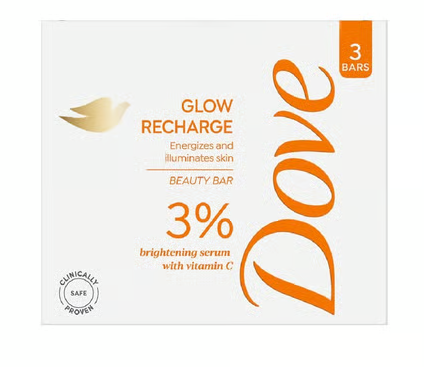 3
BARS
GLOW
RECHARGE
Energizes and
illuminates skin
BEAUTY BAR
3%
brightening serum
with vitamin C
Dove
CLINICALLY
SAFE
PROVEN